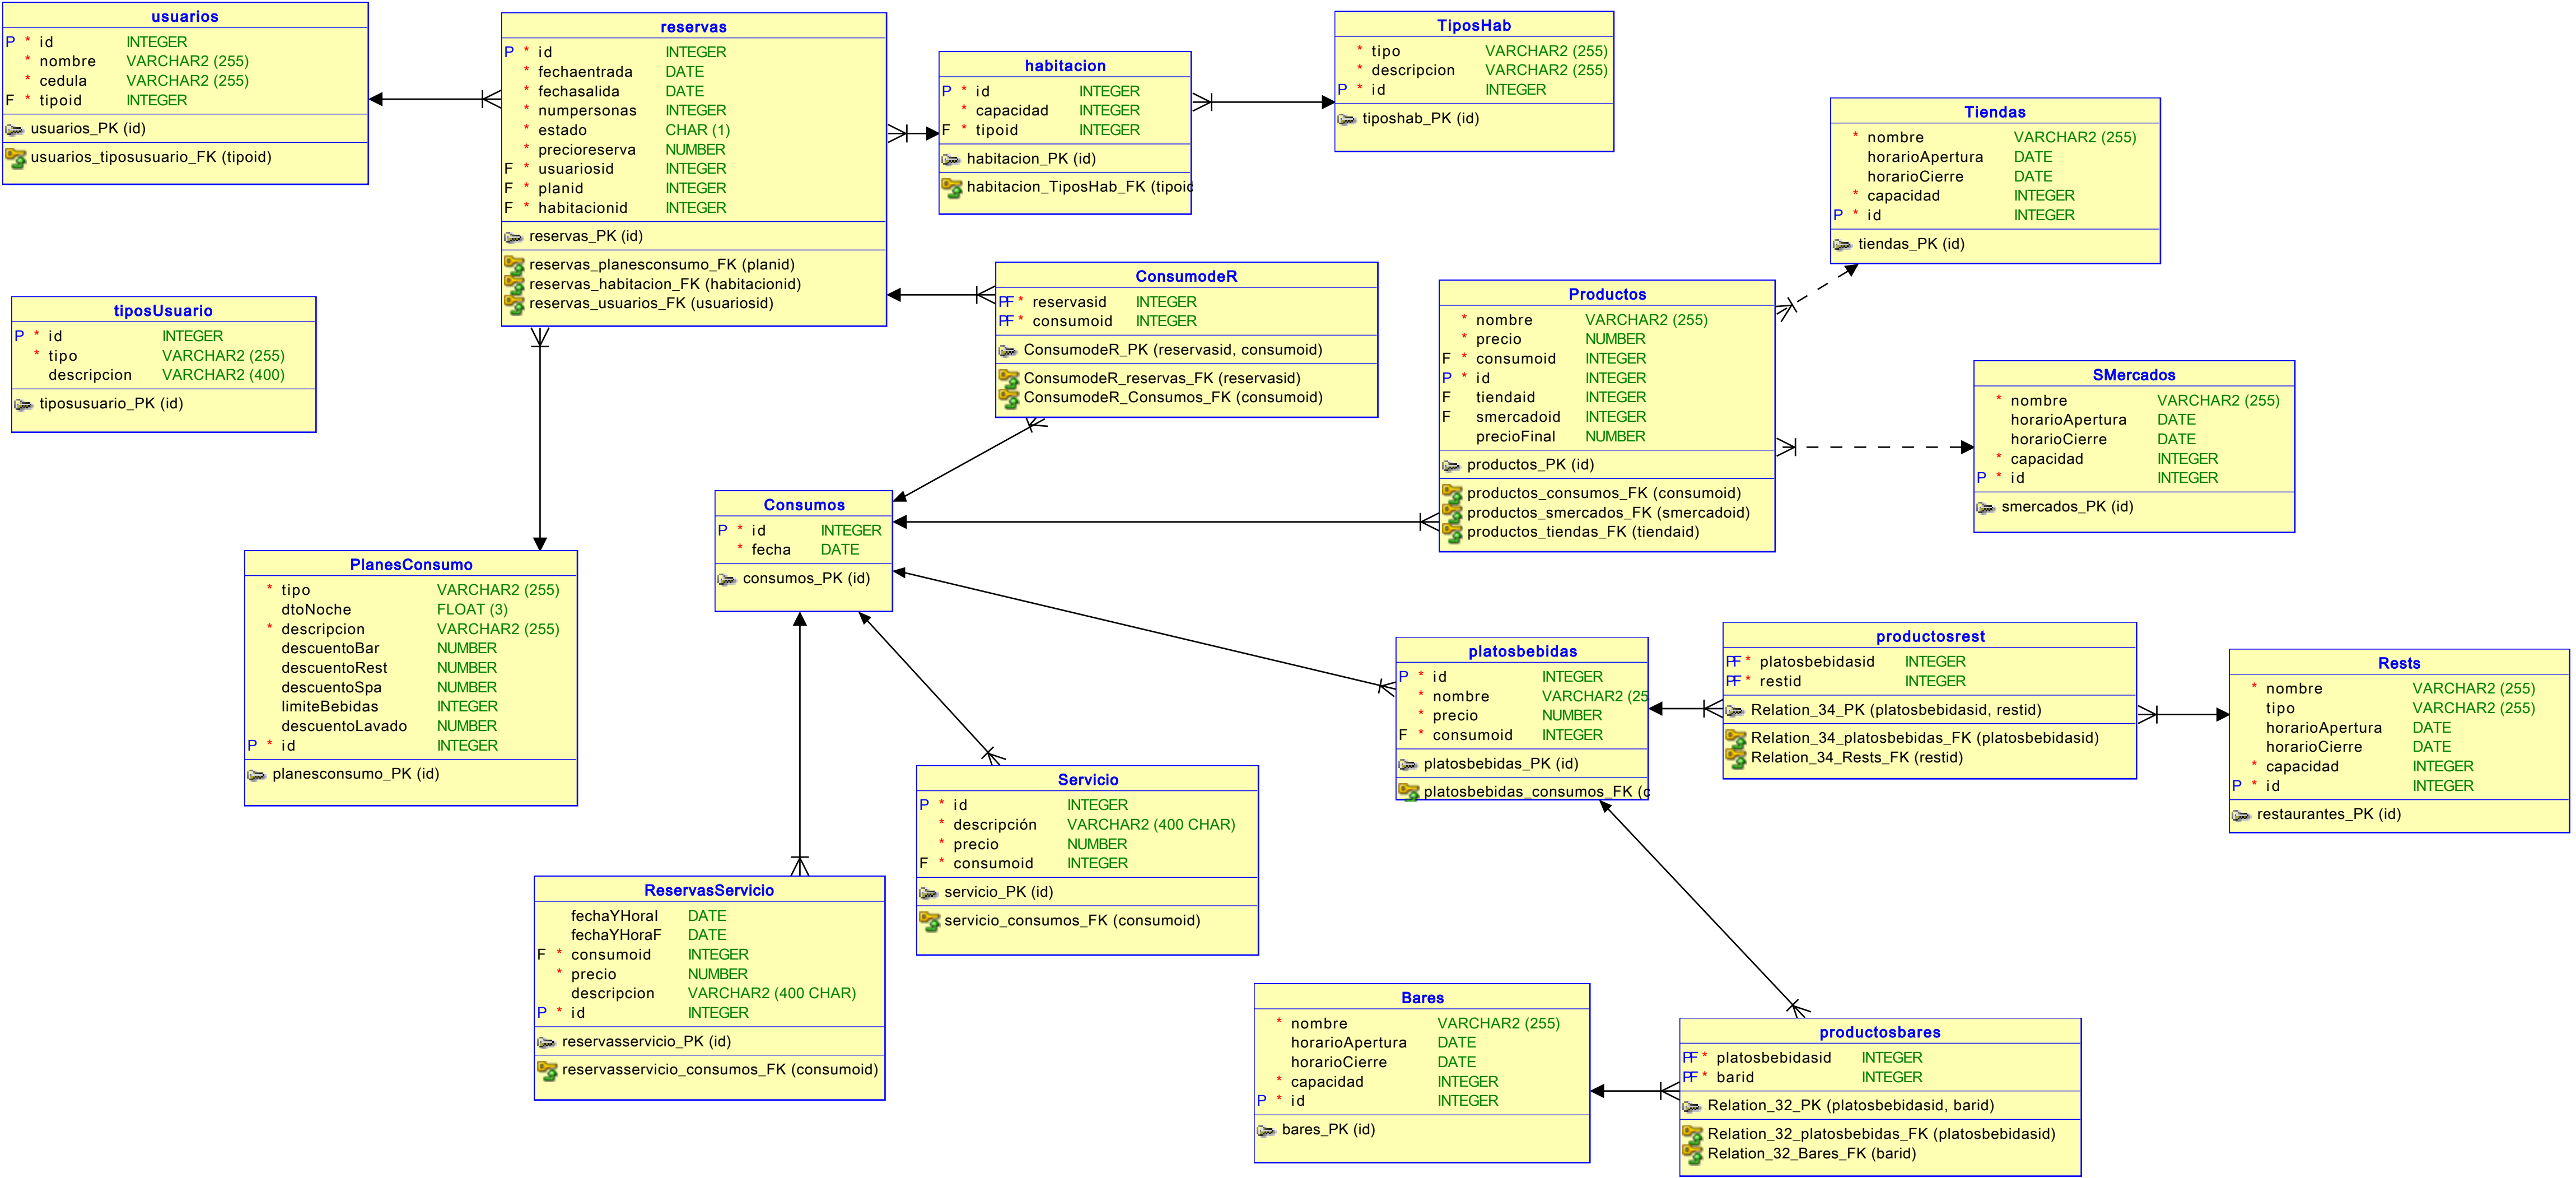 usuarios
P * id INTEGER
* nombre VARCHAR2 (255)
* cedula VARCHAR2 (255)
F * tipoid INTEGER
usuarios_PK (id)
usuarios_tiposusuario_FK (tipoid)
reservas
P * id INTEGER
* fechaentrada DATE
* fechasalida DATE
* numpersonas INTEGER
* estado CHAR (1)
* precioreserva NUMBER
F * usuariosid INTEGER
F * planid INTEGER
F * habitacionid INTEGER
reservas_PK (id)
reservas_planesconsumo_FK (planid)
reservas_habitacion_FK (habitacionid)
reservas_usuarios_FK (usuariosid)
habitacion
P * id INTEGER
* capacidad INTEGER
F * tipoid INTEGER
habitacion_PK (id)
habitacion_TiposHab_FK (tipoid
TiposHab
* tipo VARCHAR2 (255)
* descripcion VARCHAR2 (255)
P * id INTEGER
tiposhab_PK (id)
Tiendas
* nombre VARCHAR2 (255)
horarioApertura DATE
horarioCierre DATE
* capacidad INTEGER
P * id INTEGER
tiendas_PK (id)
tiposUsuario
P * id INTEGER
* tipo VARCHAR2 (255)
descripcion VARCHAR2 (400)
tiposusuario_PK (id)
ConsumodeR
PF * reservasid INTEGER
PF * consumoid INTEGER
ConsumodeR_PK (reservasid, consumoid)
ConsumodeR_reservas_FK (reservasid)
ConsumodeR_Consumos_FK (consumoid)
Productos
* nombre VARCHAR2 (255)
* precio NUMBER
F * consumoid INTEGER
P * id INTEGER
F tiendaid INTEGER
F smercadoid INTEGER
precioFinal NUMBER
productos_PK (id)
productos_consumos_FK (consumoid)
productos_smercados_FK (smercadoid)
productos_tiendas_FK (tiendaid)
SMercados
* nombre VARCHAR2 (255)
horarioApertura DATE
horarioCierre DATE
* capacidad INTEGER
P * id INTEGER
smercados_PK (id)
Consumos
P * id INTEGER
* fecha DATE
consumos_PK (id)
PlanesConsumo
* tipo VARCHAR2 (255)
dtoNoche FLOAT (3)
* descripcion VARCHAR2 (255)
descuentoBar NUMBER
descuentoRest NUMBER
descuentoSpa NUMBER
limiteBebidas INTEGER
descuentoLavado NUMBER
P * id INTEGER
planesconsumo_PK (id)
platosbebidas
P * id INTEGER
* nombre VARCHAR2 (25
* precio NUMBER
F * consumoid INTEGER
platosbebidas_PK (id)
platosbebidas_consumos_FK (c
productosrest
PF * platosbebidasid INTEGER
PF * restid INTEGER
Relation_34_PK (platosbebidasid, restid)
Relation_34_platosbebidas_FK (platosbebidasid)
Relation_34_Rests_FK (restid)
Rests
* nombre VARCHAR2 (255)
tipo VARCHAR2 (255)
horarioApertura DATE
horarioCierre DATE
* capacidad INTEGER
P * id INTEGER
restaurantes_PK (id)
Servicio
P * id INTEGER
* descripción VARCHAR2 (400 CHAR)
* precio NUMBER
F * consumoid INTEGER
servicio_PK (id)
servicio_consumos_FK (consumoid)
ReservasServicio
fechaYHoraI DATE
fechaYHoraF DATE
F * consumoid INTEGER
* precio NUMBER
descripcion VARCHAR2 (400 CHAR)
P * id INTEGER
reservasservicio_PK (id)
reservasservicio_consumos_FK (consumoid)
Bares
* nombre VARCHAR2 (255)
horarioApertura DATE
horarioCierre DATE
* capacidad INTEGER
P * id INTEGER
bares_PK (id)
productosbares
PF * platosbebidasid INTEGER
PF * barid INTEGER
Relation_32_PK (platosbebidasid, barid)
Relation_32_platosbebidas_FK (platosbebidasid)
Relation_32_Bares_FK (barid)